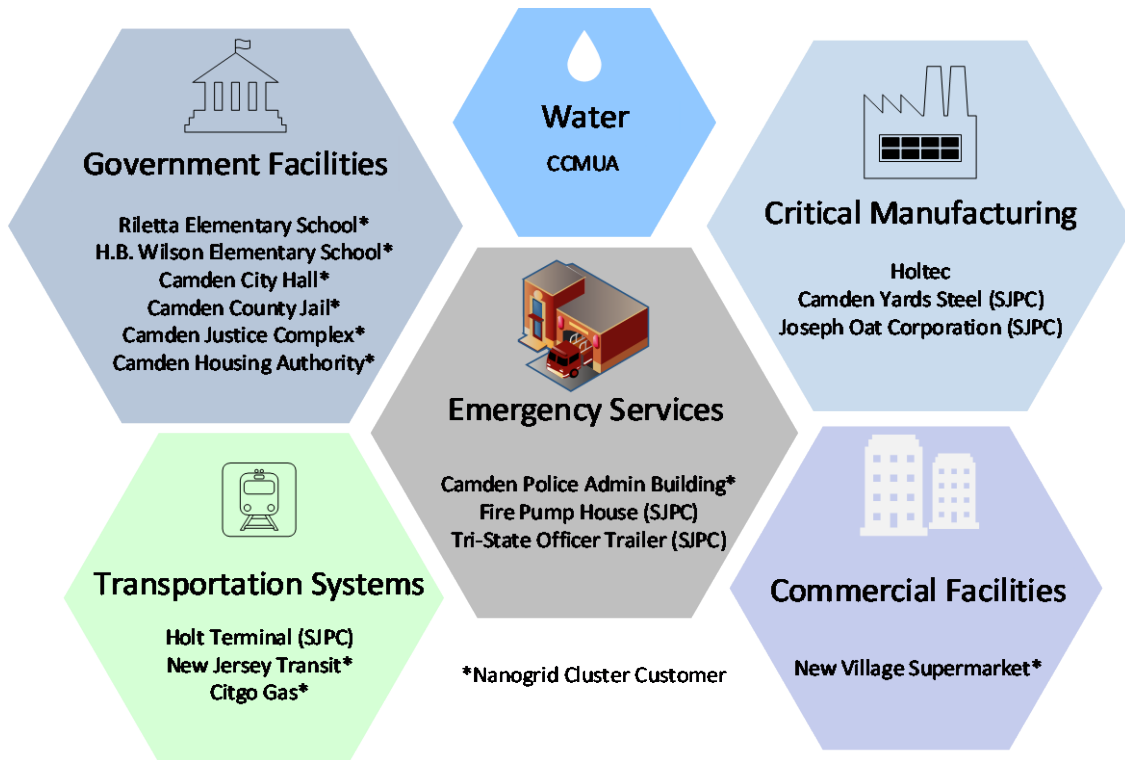 Government Facilities
Riletta Elementary School*
H.B. Wilson Elementary School*
Camden City Hall*
Camden County Jail*
Camden Justice Complex*
Camden Housing Authority*
Water
CCMUA
Critical Manufacturing
Holtec
Camden Yards Steel (SJPC)
Joseph Oat Corporation (SJPC)
Emergency Services
Camden Police Admin Building*
Fire Pump House (SJPC)
Tri-State Officer Trailer (SJPC)
Transportation Systems
Holt Terminal (SJPC)
New Jersey Transit*
Citgo Gas*
*Nanogrid Cluster Customer
Commercial Facilities
New Village Supermarket*